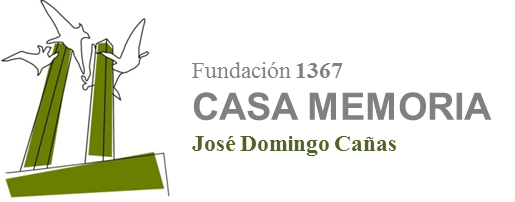 Fundación 1367
CASA MEMORIA
José Domingo Cañas